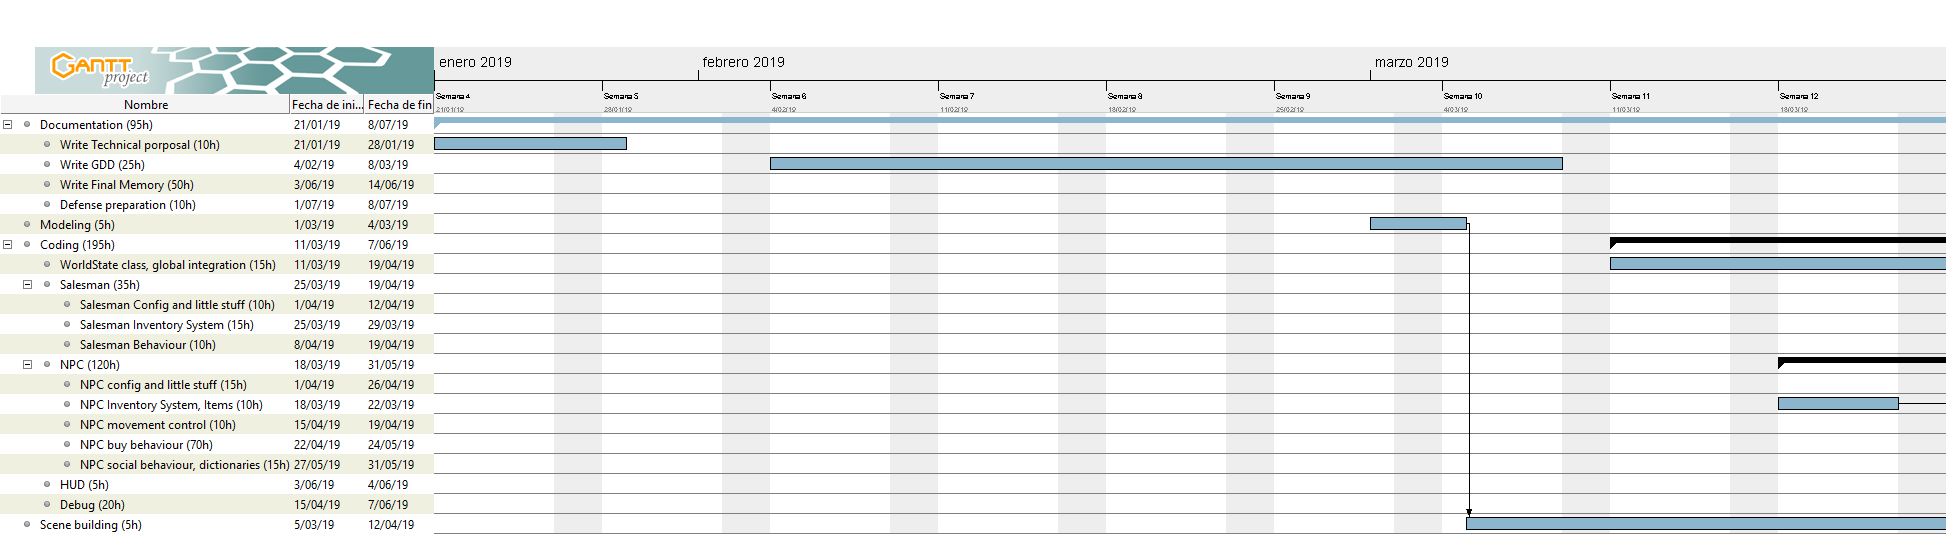 GANTT
project
enero 2019 febrero 2019 marzo 2019
Semana 4 Semana 5 Semana 6 Semana 7 Semana 8 Semana 9 Semana 10 Semana 11 Semana 12
21/01/19 28/01/19 4/02/19 11/02/19 18/02/19 25/02/19 4/03/19 11/03/19 18/03/19
Nombre Fecha de ini... Fecha de fin
Documentation (95h) 21/01/19 8/07/19
Write Technical porposal (10h) 21/01/19 28/01/19
Write GDD (25h) 4/02/19 8/03/19
Write Final Memory (50h) 3/06/19 14/06/19
Defense preparation (10h) 1/07/19 8/07/19
Modeling (5h) 1/03/19 4/03/19
Coding (195h) 11/03/19 7/06/19
WorldState class, global integration (15h) 11/03/19 19/04/19
Salesman (35h) 25/03/19 19/04/19
Salesman Config and little stuff (10h) 1/04/19 12/04/19
Salesman Inventory System (15h) 25/03/19 29/03/19
Salesman Behaviour (10h) 8/04/19 19/04/19
NPC (120h) 18/03/19 31/05/19
NPC config and little stuff (15h) 1/04/19 26/04/19
NPC Inventory System, Items (10h) 18/03/19 22/03/19
NPC movement control (10h) 15/04/19 19/04/19
NPC buy behaviour (70h) 22/04/19 24/05/19
NPC social behaviour, dictionaries (15h) 27/05/19 31/05/19
HUD (5h) 3/06/19 4/06/19
Debug (20h) 15/04/19 7/06/19
Scene building (5h) 5/03/19 12/04/19